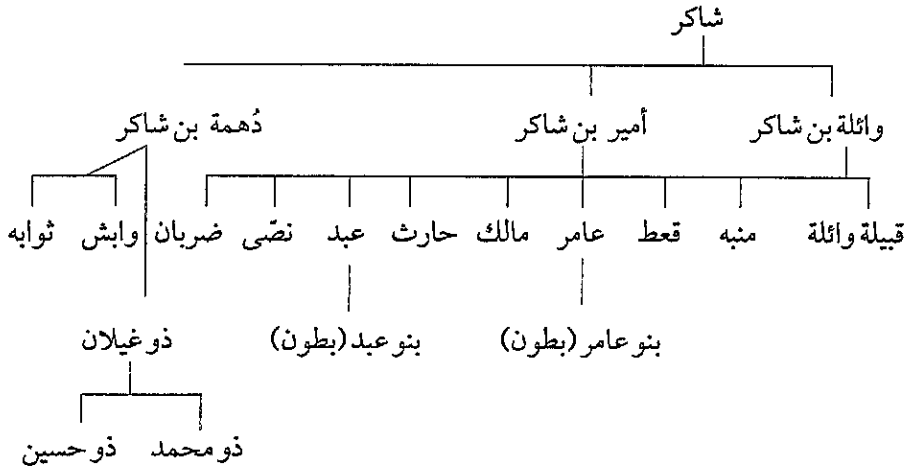 شاكر
وائلة بن شاكر أمير بن شاكر دُهمة بن شاكر
قبيلة وائلة منبه قعط عامر مالك حارث عبد نصّى ضربان وابش ثوابه
بنو عامر (بطون) بنو عبد (بطون) ذو غيلان
ذو محمد ذو حسين